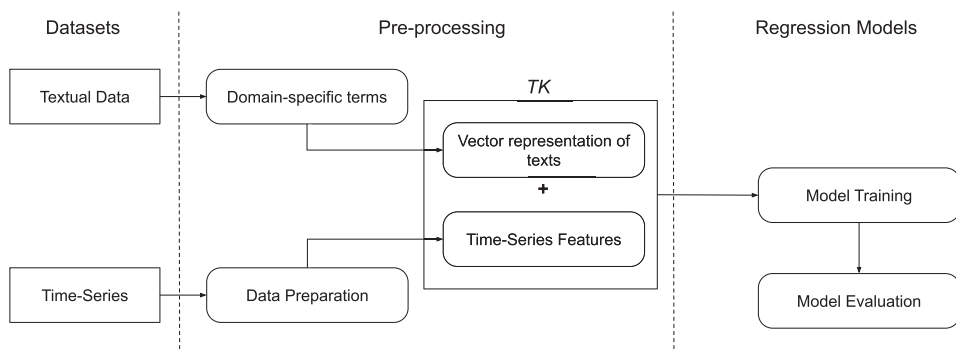 Datasets
Pre-processing
Regression Models
Textual Data
Domain-specific terms
TK
Vector representation of
texts
+
Time-Series Features
Model Training
Time-Series
Data Preparation
Model Evaluation